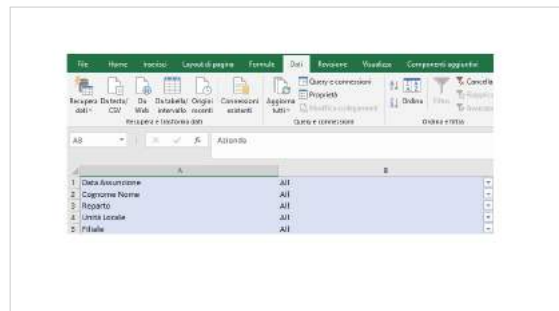 File Home Inserisci Layout di pagina Formule Dati Revisione Visualizza Componenti aggiuntivi
Recupera dati Da testo/CSV Da Web Da tabella/intervallo Origini recenti Connessioni esistenti Aggiorna tutti Query e connessioni Proprietà Modifica collegamenti Ordina Filtro Cancella
Recupera e trasforma dati Query e connessioni Ordina e filtra
A8 fx Azienda
A B
1 Data Assunzione All
2 Cognome Nome All
3 Reparto All
4 Unità Locale All
5 Filiale All